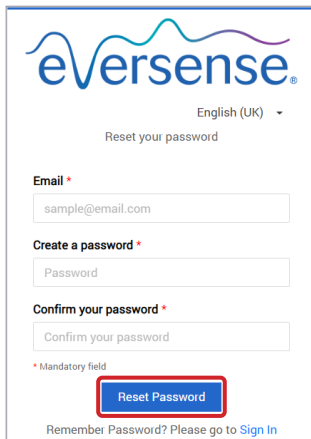 eversense®
English (UK)
Reset your password
Email *
sample@email.com
Create a password *
Password
Confirm your password *
Confirm your password
* Mandatory field
Reset Password
Remember Password? Please go to Sign In